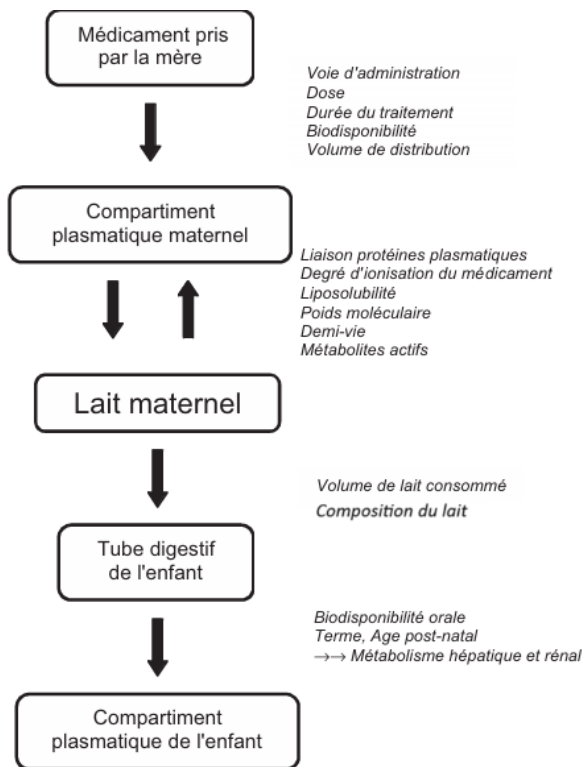 Médicament pris
par la mère
Voie d'administration
Dose
Durée du traitement
Biodisponibilité
Volume de distribution
Compartiment
plasmatique maternel
Liaison protéines plasmatiques
Degré d'ionisation du médicament
Liposolubilité
Poids moléculaire
Demi-vie
Métabolites actifs
Lait maternel
Volume de lait consommé
Composition du lait
Tube digestif
de l'enfant
Biodisponibilité orale
Terme, Age post-natal
→→ Métabolisme hépatique et rénal
Compartiment
plasmatique de l'enfant